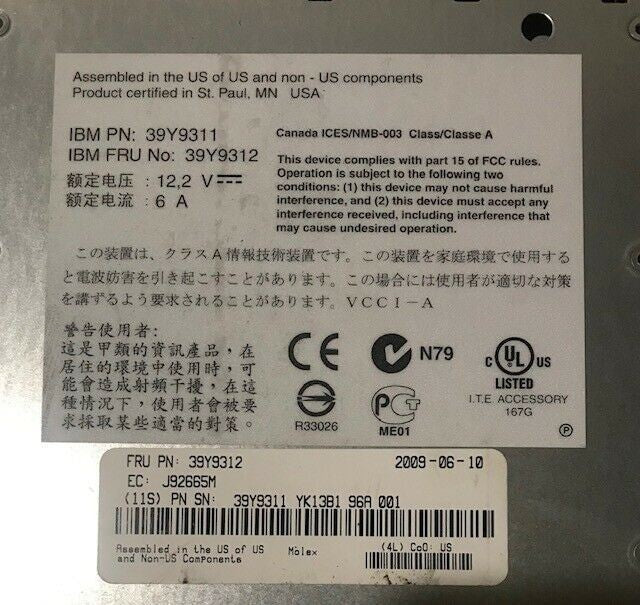 Assembled in the US of US and non - US components
Product certified in St. Paul, MN USA
IBM PN: 39Y9311
IBM FRU No: 39Y9312
额定电压 : 12,2 V
额定电流 : 6 A
Canada ICES/NMB-003 Class/Classe A
This device complies with part 15 of FCC rules.
Operation is subject to the following two
conditions: (1) this device may not cause harmful
interference, and (2) this device must accept any
interference received, including interference that
may cause undesired operation.
この装置は、クラスA情報技術装置です。この装置を家庭環境で使用する
と電波妨害を引き起こすことがあります。この場合には使用者が適切な対策
を講ずるよう要求されることがあります。VCCI-A
警告使用者:
這是甲類的資訊產品，在
居住的環境中使用時，可
能會造成射頻干擾，在這
種情況下，使用者會被要
求採取某些適當的對策。
CE
N79
R33026
PCT
ME01
C UL US
LISTED
I.T.E. ACCESSORY
167G
P
FRU PN: 39Y9312
2009-06-10
EC: J92665M
(11S) PN SN: 39Y9311 YK13B1 96A 001
Assembled in the US of US
and Non-US Components
Molex
(4L) CoO: US